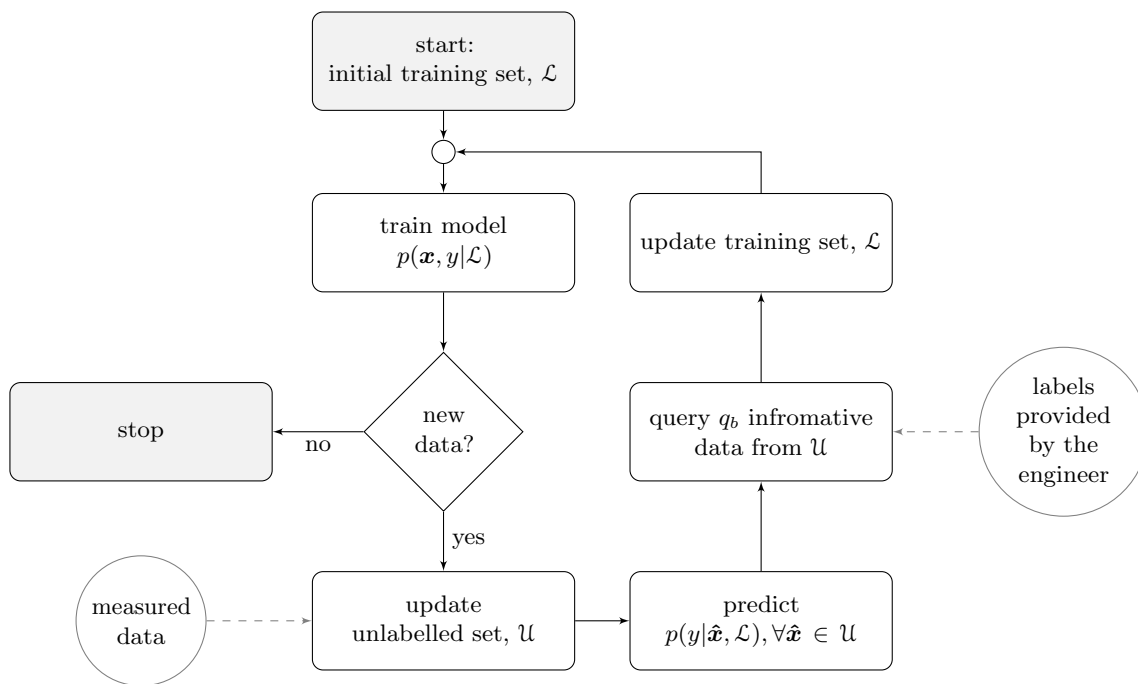 start:
initial training set, ℒ
train model
p(𝒙, y|ℒ)
update training set, ℒ
stop
no
new
data?
query q_b infromative
data from 𝒰
labels
provided
by the
engineer
yes
measured
data
update
unlabelled set, 𝒰
predict
p(y|𝒙̂, ℒ), ∀𝒙̂ ∈ 𝒰